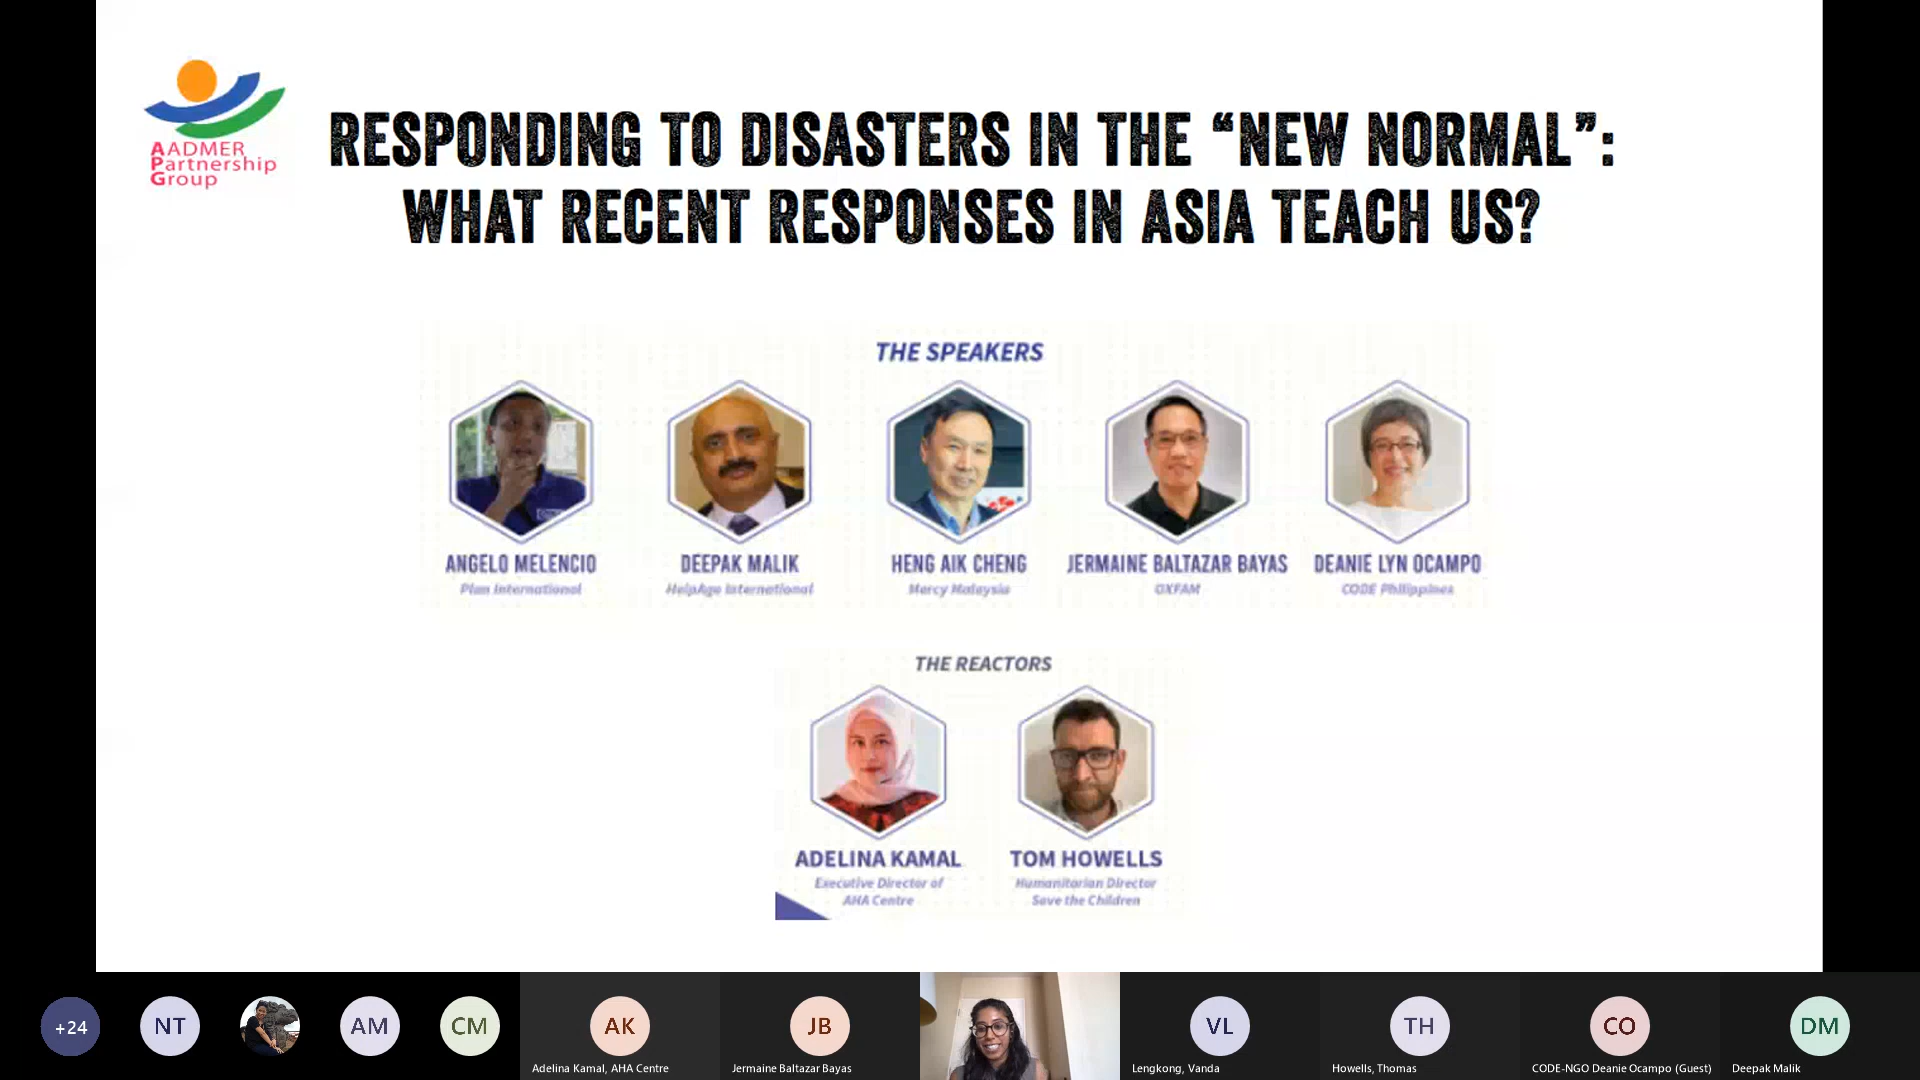 AADMER
Partnership
Group
RESPONDING TO DISASTERS IN THE “NEW NORMAL”:
WHAT RECENT RESPONSES IN ASIA TEACH US?
THE SPEAKERS
ANGELO MELENCIO
Plan International
DEEPAK MALIK
HelpAge International
HENG AIK CHENG
Mercy Malaysia
JERMAINE BALTAZAR BAYAS
OXFAM
DEANIE LYN OCAMPO
CODE Philippines
THE REACTORS
ADELINA KAMAL
Executive Director of
AHA Centre
TOM HOWELLS
Humanitarian Director
Save the Children
+24
NT
AM
CM
AK
Adelina Kamal, AHA Centre
JB
Jermaine Baltazar Bayas
VL
Lengkong, Vanda
TH
Howells, Thomas
CO
CODE-NGO Deanie Ocampo (Guest)
DM
Deepak Malik